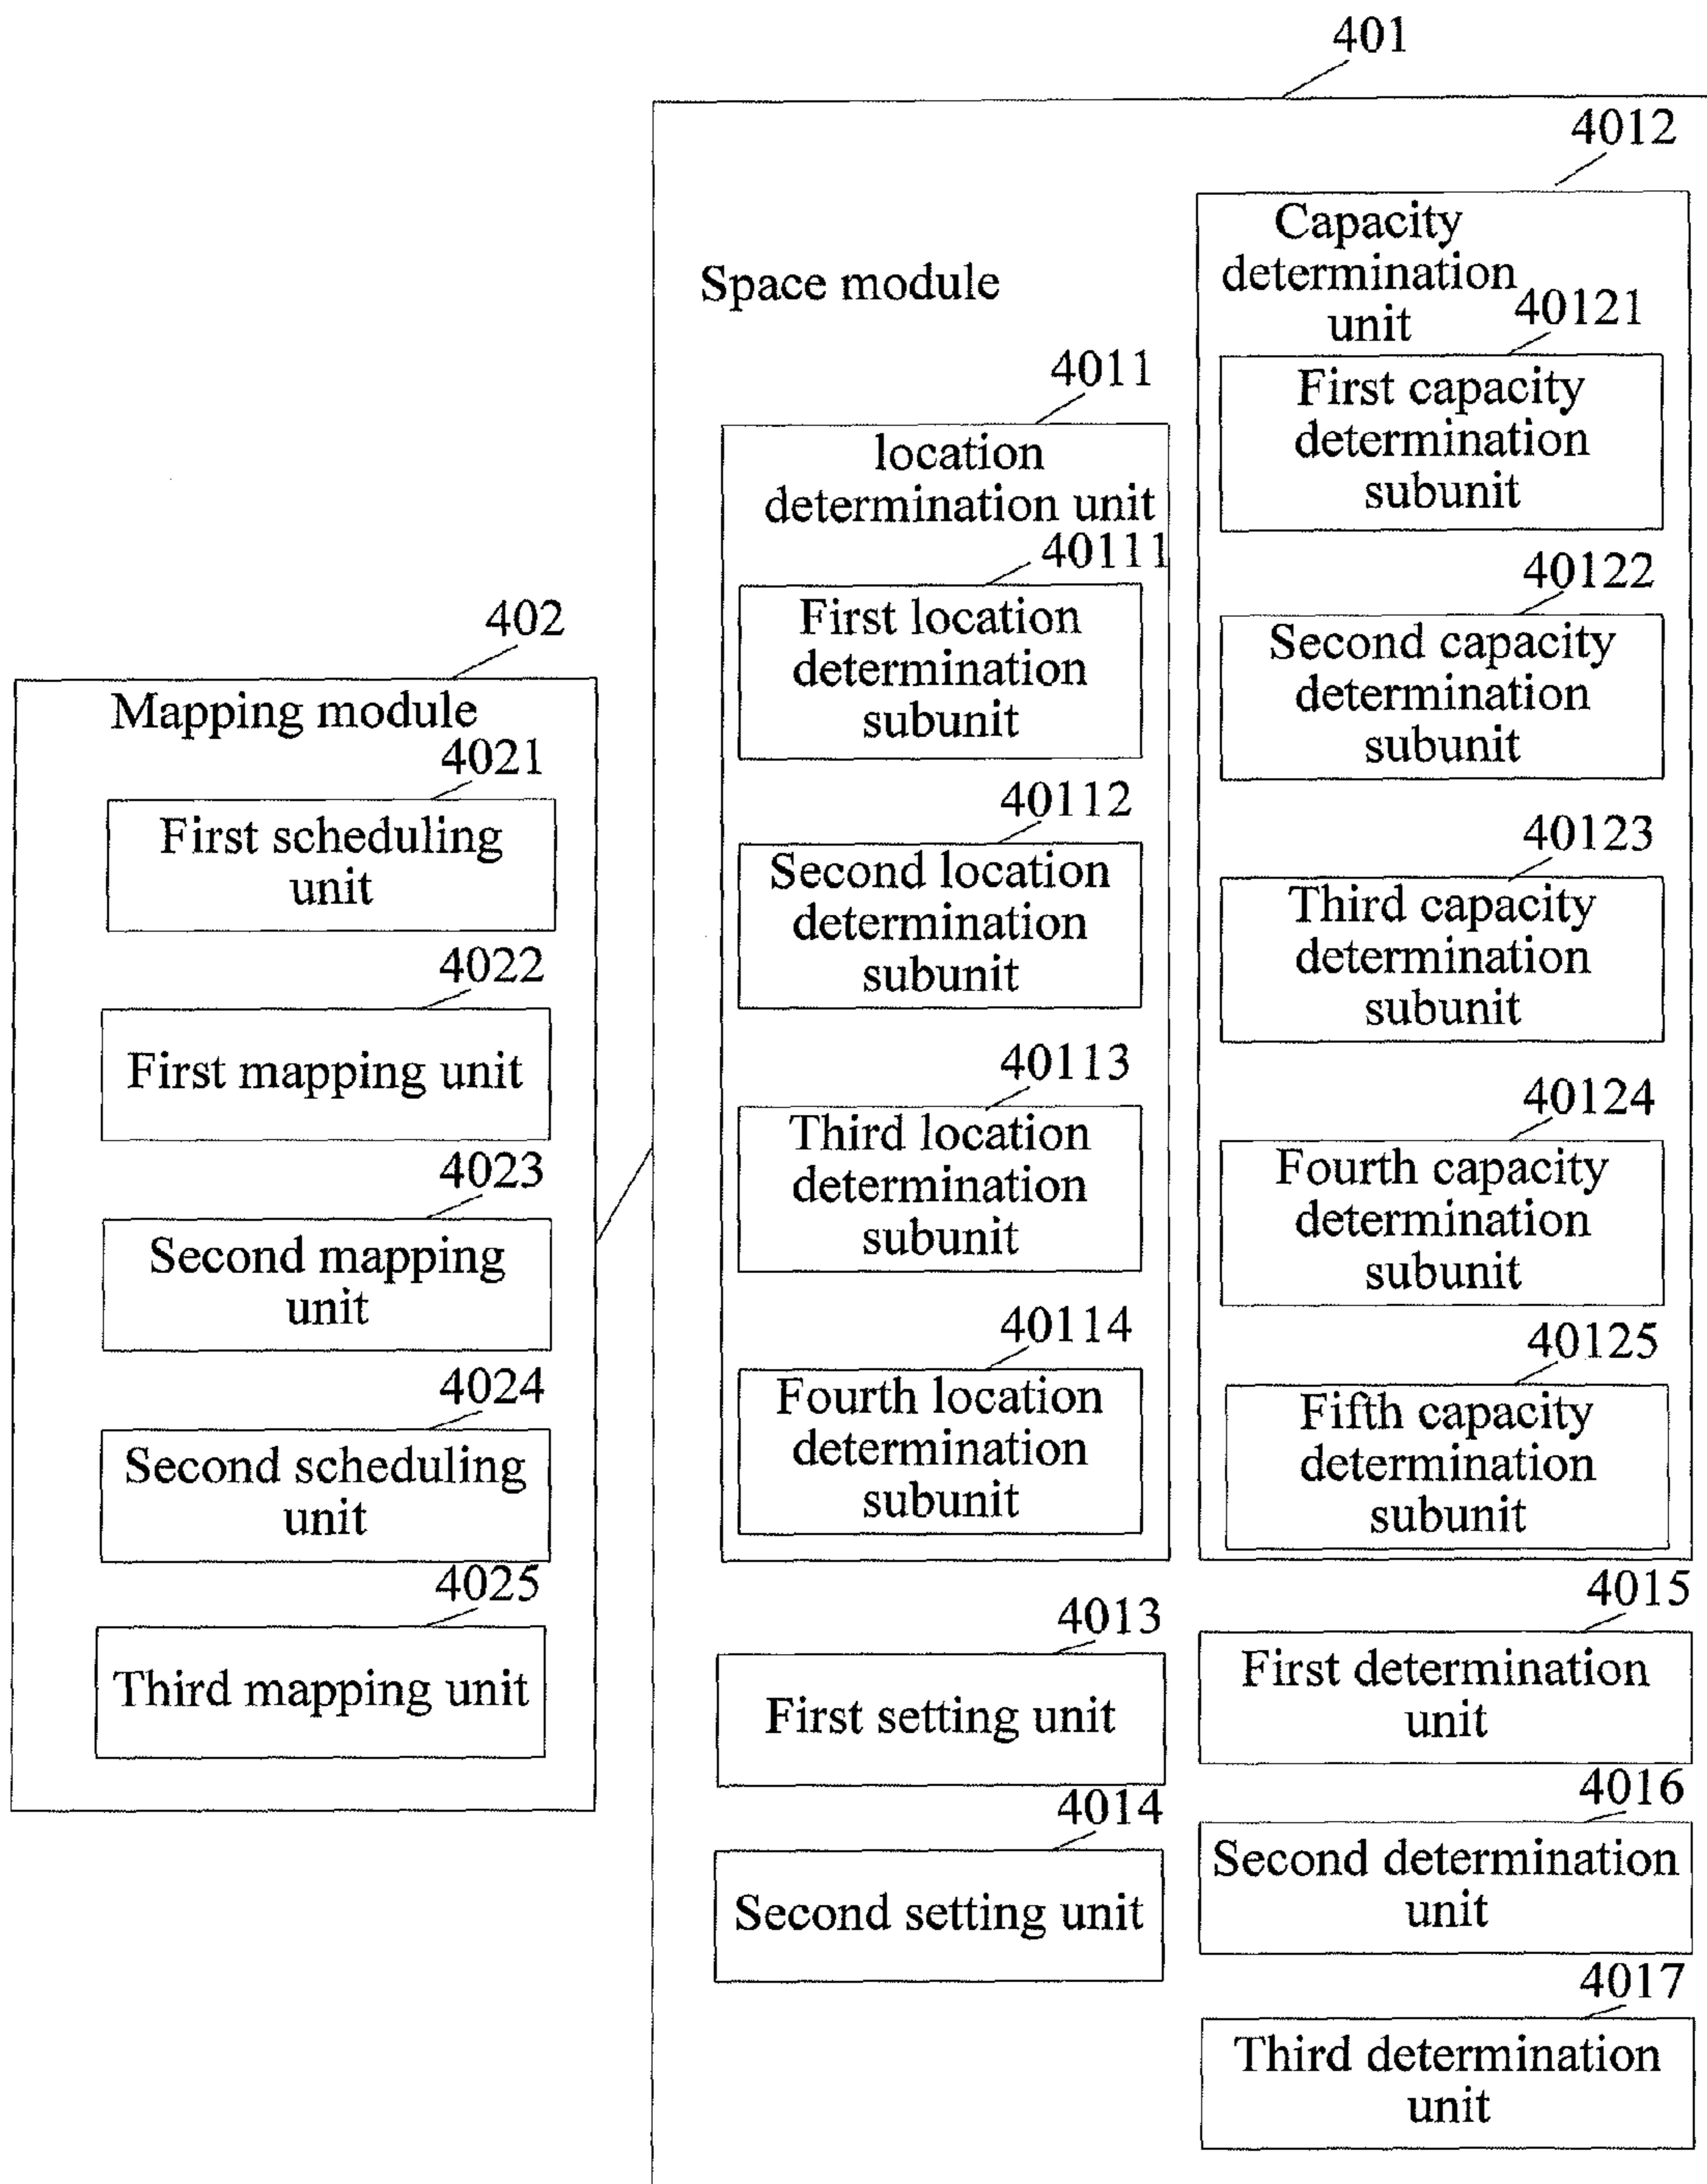 401
4012
Capacity
determination
unit
Space module
40121
First capacity
determination
subunit
4011
location
determination unit
40111
First location
determination
subunit
40122
Second capacity
determination
subunit
402
Mapping module
4021
First scheduling
unit
40112
Second location
determination
subunit
40123
Third capacity
determination
subunit
4022
First mapping unit
40113
Third location
determination
subunit
40124
Fourth capacity
determination
subunit
4023
Second mapping
unit
40114
Fourth location
determination
subunit
40125
Fifth capacity
determination
subunit
4024
Second scheduling
unit
4025
Third mapping unit
4013
First setting unit
4015
First determination
unit
4014
Second setting unit
4016
Second determination
unit
4017
Third determination
unit